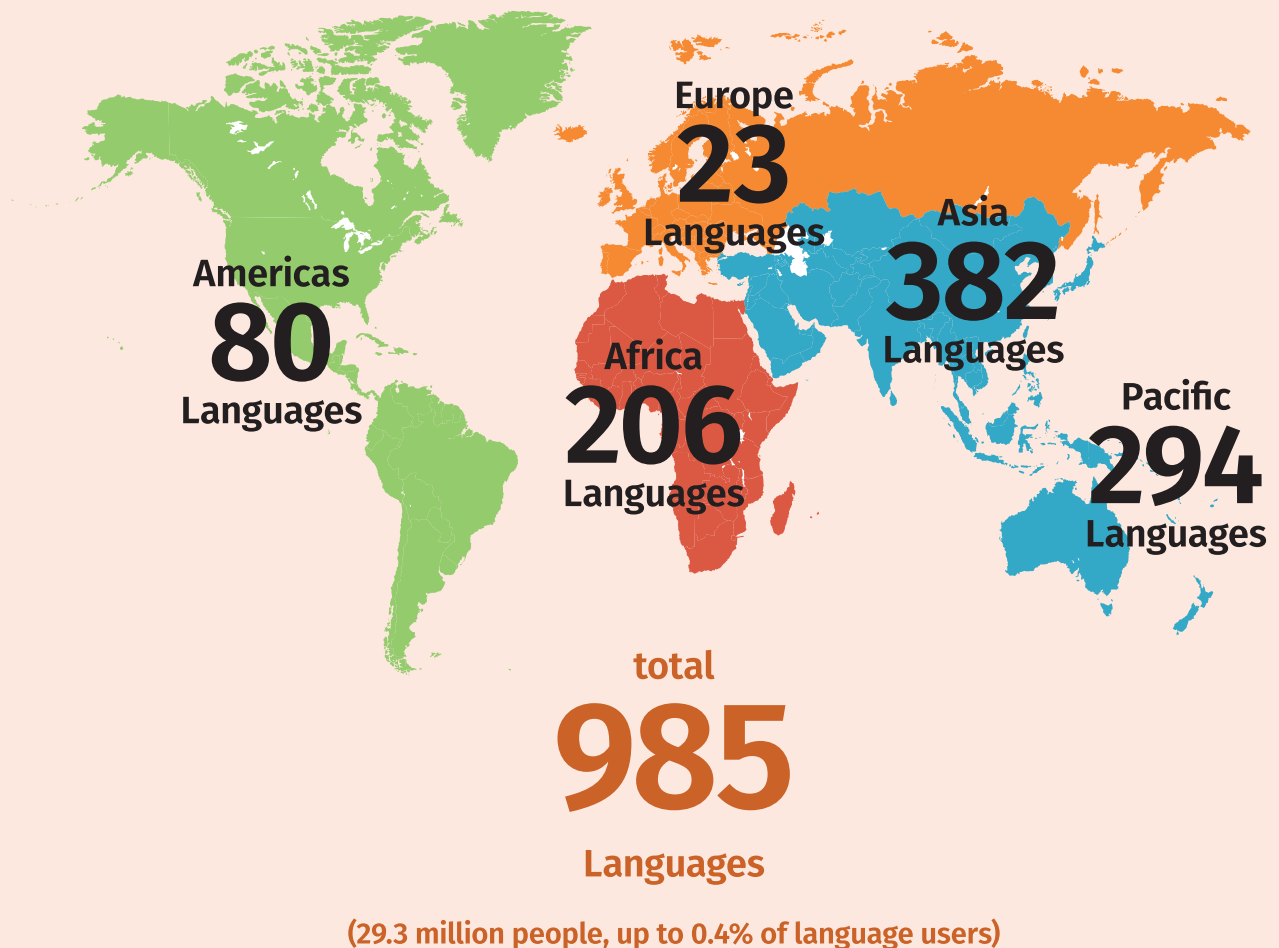 Europe
23
Languages
Asia
382
Languages
Americas
80
Languages
Africa
206
Languages
Pacific
294
Languages
total
985
Languages
(29.3 million people, up to 0.4% of language users)